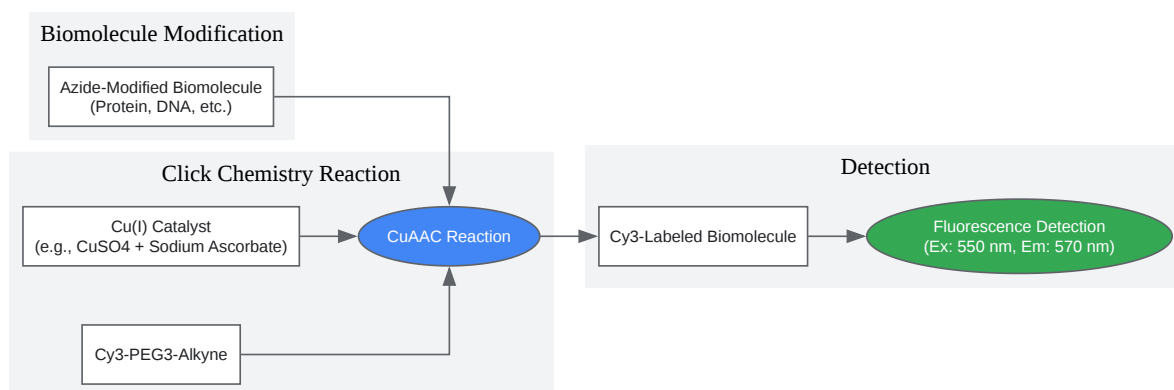 Biomolecule Modification
Azide-Modified Biomolecule
(Protein, DNA, etc.)
Click Chemistry Reaction
Cu(I) Catalyst
(e.g., CuSO4 + Sodium Ascorbate)
CuAAC Reaction
Cy3-PEG3-Alkyne
Detection
Cy3-Labeled Biomolecule
Fluorescence Detection
(Ex: 550 nm, Em: 570 nm)